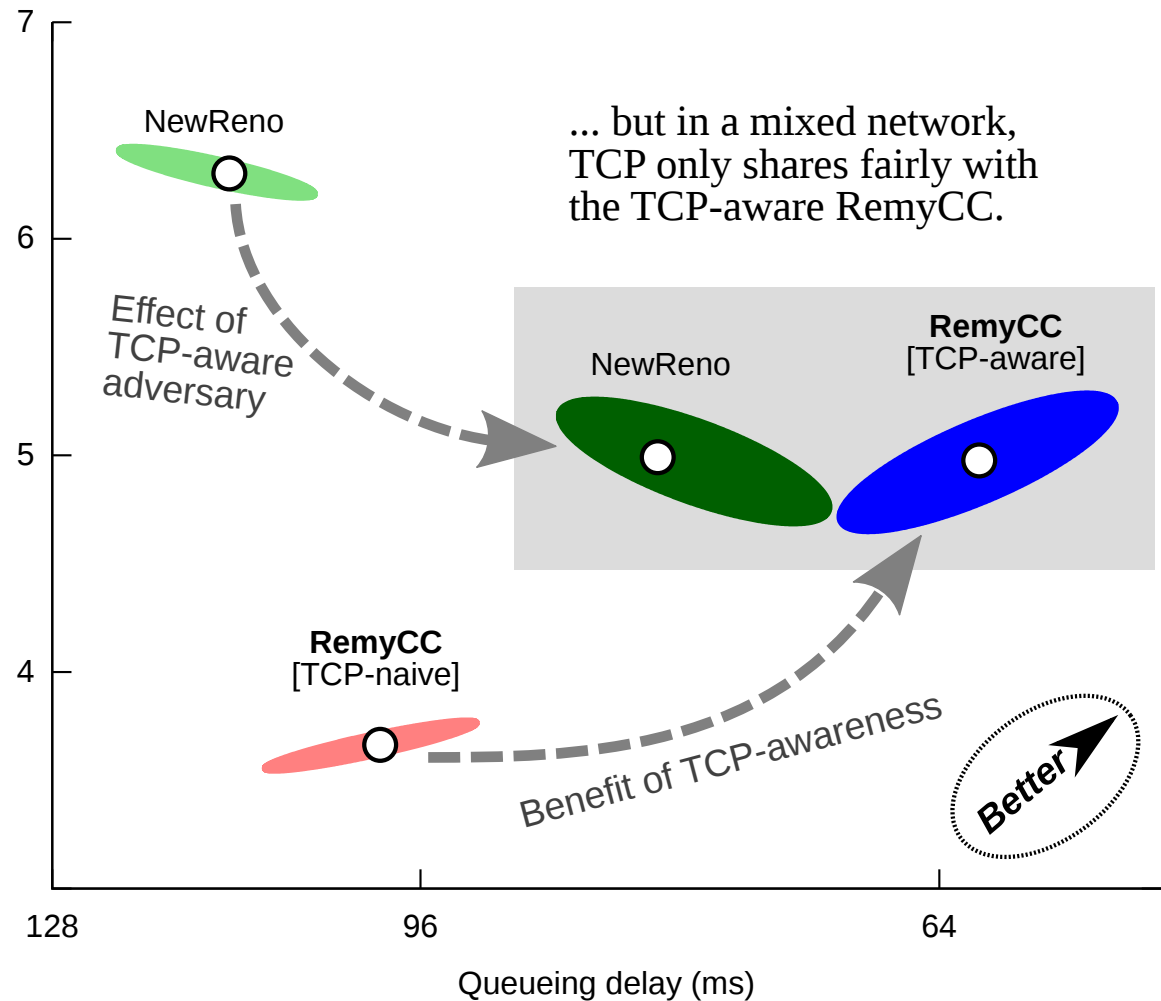 7
NewReno
... but in a mixed network,
TCP only shares fairly with
the TCP-aware RemyCC.
6
Effect of
TCP-aware
adversary
RemyCC
[TCP-aware]
NewReno
5
RemyCC
[TCP-naive]
4
Benefit of TCP-awareness
Better
128
96
64
Queueing delay (ms)